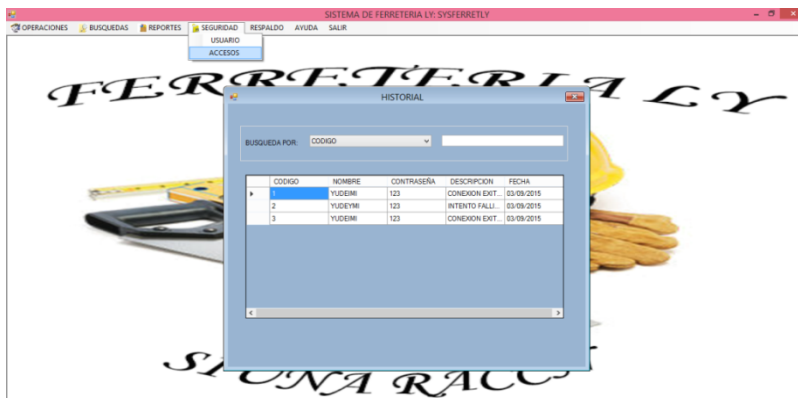 SISTEMA DE FERRETERIA LY: SYSFERRETLY
OPERACIONES BUSQUEDAS REPORTES SEGURIDAD RESPALDO AYUDA SALIR
USUARIO
ACCESOS
FERRETERIA LY
HISTORIAL
BUSQUEDA POR: CODIGO
CODIGO NOMBRE CONTRASEÑA DESCRIPCION FECHA
1 YUDEIMI 123 CONEXION EXIT... 03/09/2015
2 YUDEYMI 123 INTENTO FALLI... 03/09/2015
3 YUDEIMI 123 CONEXION EXIT... 03/09/2015